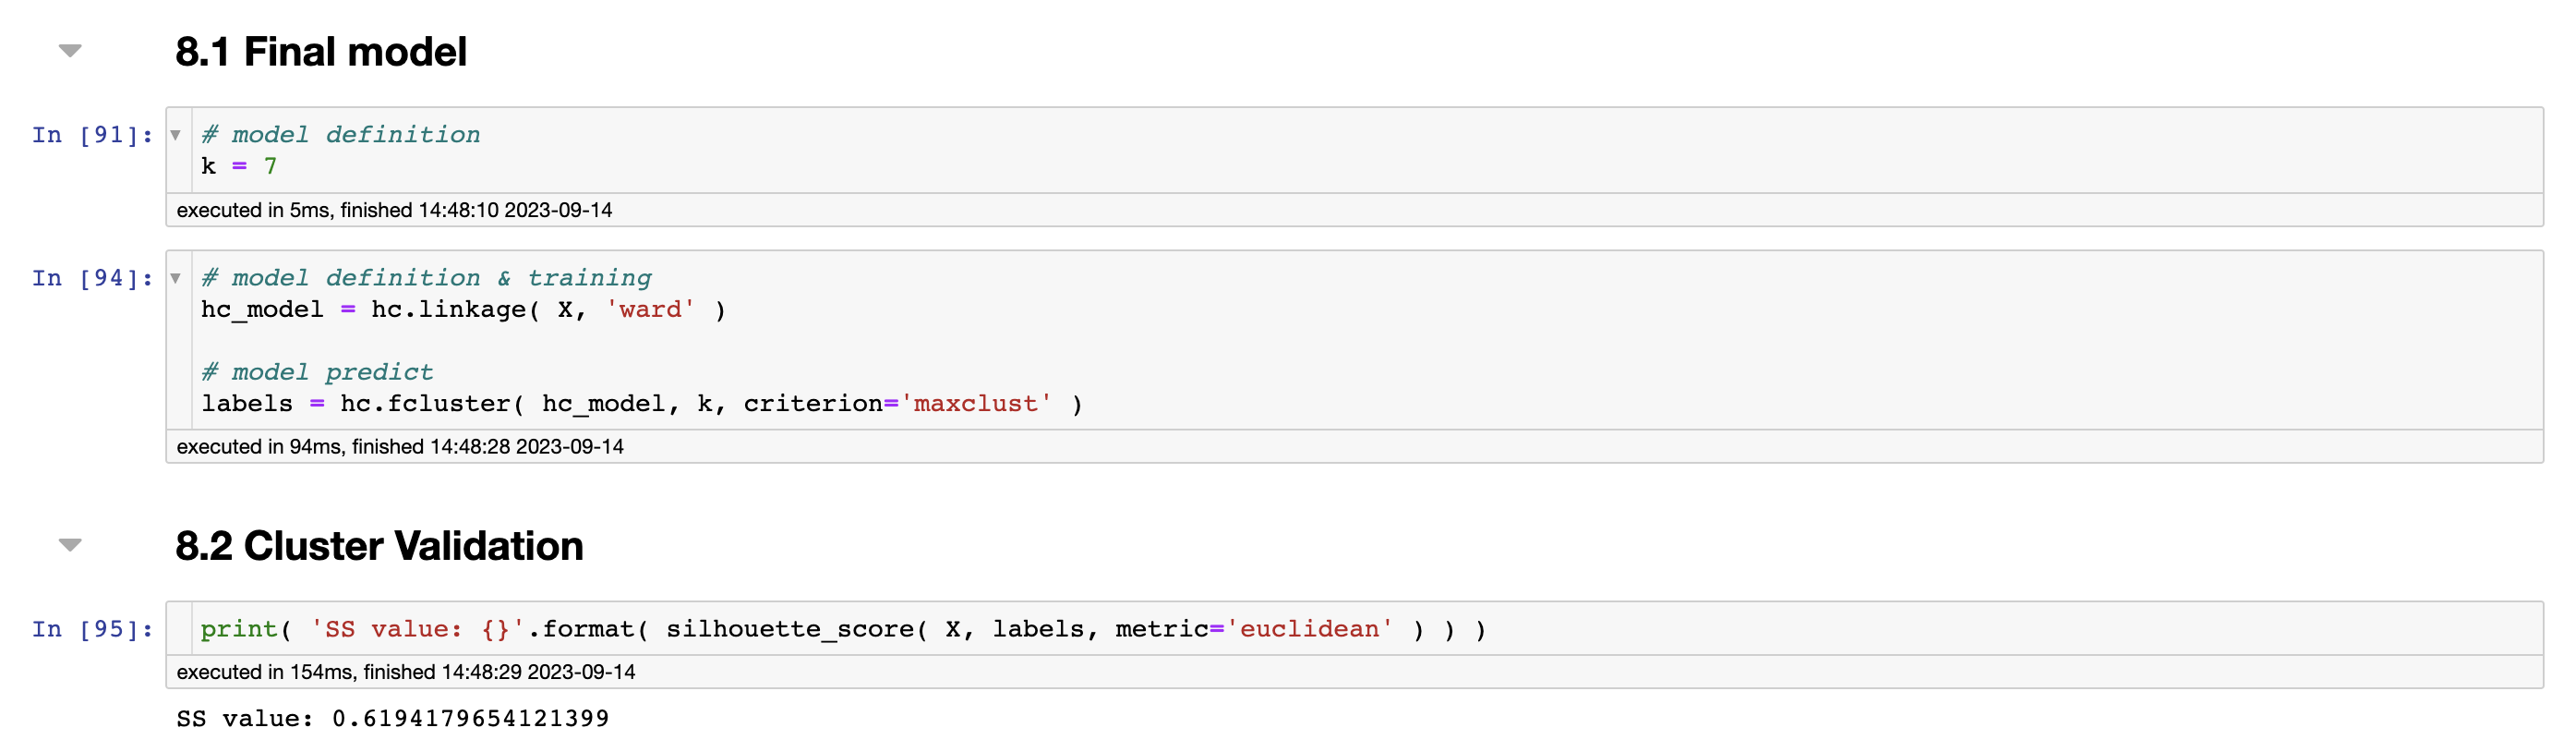 8.1 Final model
In [91]:
# model definition
k = 7
executed in 5ms, finished 14:48:10 2023-09-14
In [94]:
# model definition & training
hc_model = hc.linkage( X, 'ward' )
# model predict
labels = hc.fcluster( hc_model, k, criterion='maxclust' )
executed in 94ms, finished 14:48:28 2023-09-14
8.2 Cluster Validation
In [95]:
print( 'SS value: {}'.format( silhouette_score( X, labels, metric='euclidean' ) ) )
executed in 154ms, finished 14:48:29 2023-09-14
SS value: 0.6194179654121399